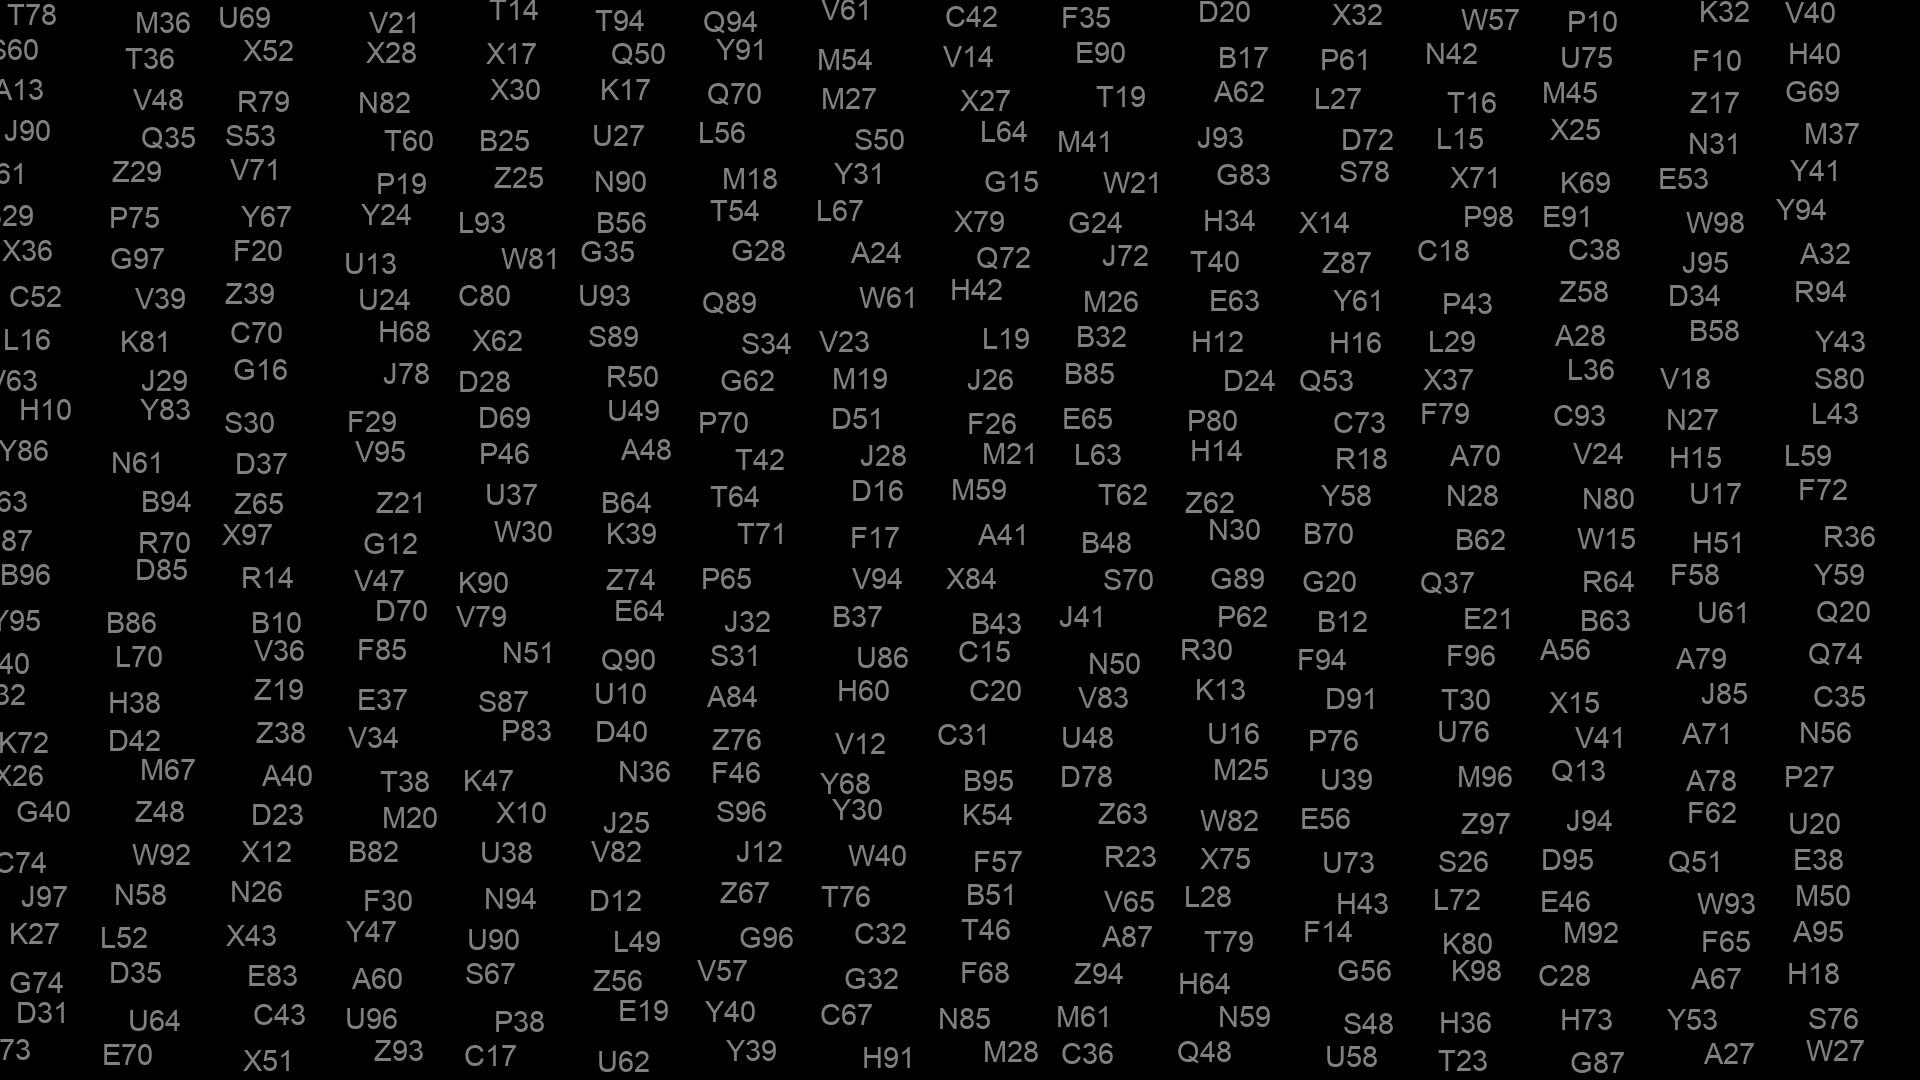 T78 M36 U69 V21 T14 T94 Q94 V61 C42 F35 D20 X32 W57 P10 K32 V40
S60 T36 X52 X28 X17 Q50 Y91 M54 V14 E90 B17 P61 N42 U75 F10 H40
A13 V48 R79 N82 X30 K17 Q70 M27 X27 T19 A62 L27 T16 M45 Z17 G69
J90 Q35 S53 T60 B25 U27 L56 S50 L64 M41 J93 D72 L15 X25 N31 M37
61 Z29 V71 P19 Z25 N90 M18 Y31 G15 W21 G83 S78 X71 K69 E53 Y41
29 P75 Y67 Y24 L93 B56 T54 L67 X79 G24 H34 X14 P98 E91 W98 Y94
X36 G97 F20 U13 W81 G35 G28 A24 Q72 J72 T40 Z87 C18 C38 J95 A32
C52 V39 Z39 U24 C80 U93 Q89 W61 H42 M26 E63 Y61 P43 Z58 D34 R94
L16 K81 C70 H68 X62 S89 S34 V23 L19 B32 H12 H16 L29 A28 B58 Y43
V63 J29 G16 J78 D28 R50 G62 M19 J26 B85 D24 Q53 X37 L36 V18 S80
H10 Y83 S30 F29 D69 U49 P70 D51 F26 E65 P80 C73 F79 C93 N27 L43
Y86 N61 D37 V95 P46 A48 T42 J28 M21 L63 H14 R18 A70 V24 H15 L59
63 B94 Z65 Z21 U37 B64 T64 D16 M59 T62 Z62 Y58 N28 N80 U17 F72
87 R70 X97 G12 W30 K39 T71 F17 A41 B48 N30 B70 B62 W15 H51 R36
B96 D85 R14 V47 K90 Z74 P65 V94 X84 S70 G89 G20 Q37 R64 F58 Y59
Y95 B86 B10 D70 V79 E64 J32 B37 B43 J41 P62 B12 E21 B63 U61 Q20
40 L70 V36 F85 N51 Q90 S31 U86 C15 N50 R30 F94 F96 A56 A79 Q74
32 H38 Z19 E37 S87 U10 A84 H60 C20 V83 K13 D91 T30 X15 J85 C35
K72 D42 Z38 V34 P83 D40 Z76 V12 C31 U48 U16 P76 U76 V41 A71 N56
X26 M67 A40 T38 K47 N36 F46 Y68 B95 D78 M25 U39 M96 Q13 A78 P27
G40 Z48 D23 M20 X10 J25 S96 Y30 K54 Z63 W82 E56 Z97 J94 F62 U20
C74 W92 X12 B82 U38 V82 J12 W40 F57 R23 X75 U73 S26 D95 Q51 E38
J97 N58 N26 F30 N94 D12 Z67 T76 B51 V65 L28 H43 L72 E46 W93 M50
K27 L52 X43 Y47 U90 L49 G96 C32 T46 A87 T79 F14 K80 M92 F65 A95
G74 D35 E83 A60 S67 Z56 V57 G32 F68 Z94 H64 G56 K98 C28 A67 H18
D31 U64 C43 U96 P38 E19 Y40 C67 N85 M61 N59 S48 H36 H73 Y53 S76
73 E70 X51 Z93 C17 U62 Y39 H91 M28 C36 Q48 U58 T23 G87 A27 W27